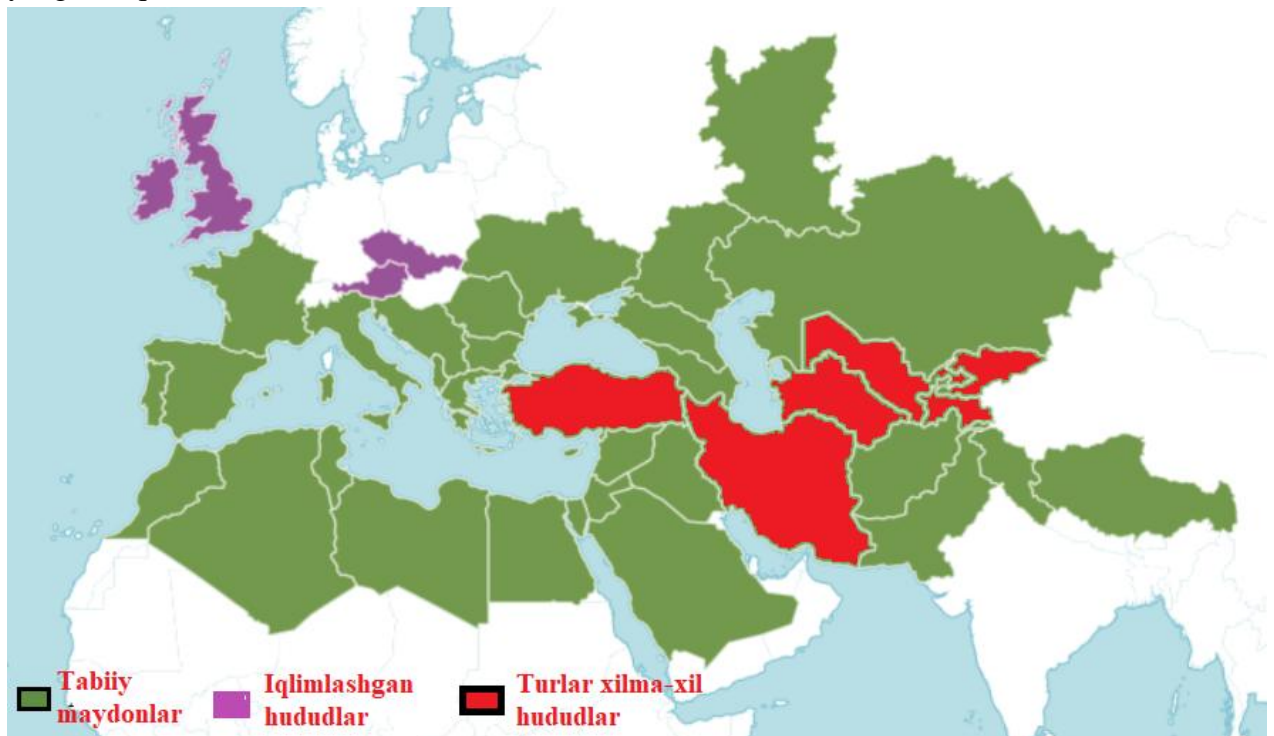 Tabiiy
maydonlar
Iqlimlashgan
hududlar
Turlar xilma-xil
hududlar